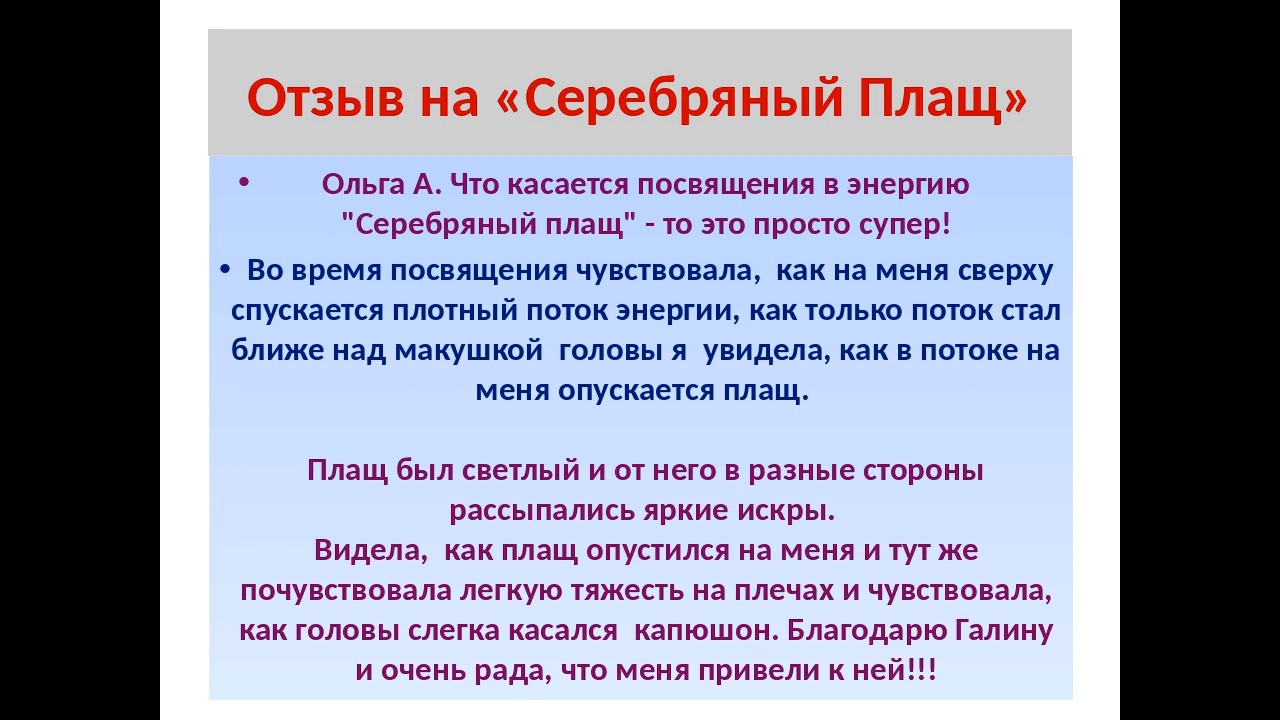 Отзыв на «Серебряный Плащ»
• Ольга А. Что касается посвящения в энергию
"Серебряный плащ" - то это просто супер!
• Во время посвящения чувствовала,  как на меня сверху
спускается плотный поток энергии, как только поток стал
ближе над макушкой  головы я  увидела, как в потоке на
меня опускается плащ.
Плащ был светлый и от него в разные стороны
рассыпались яркие искры.
Видела,  как плащ опустился на меня и тут же
почувствовала легкую тяжесть на плечах и чувствовала,
как головы слегка касался  капюшон. Благодарю Галину
и очень рада, что меня привели к ней!!!